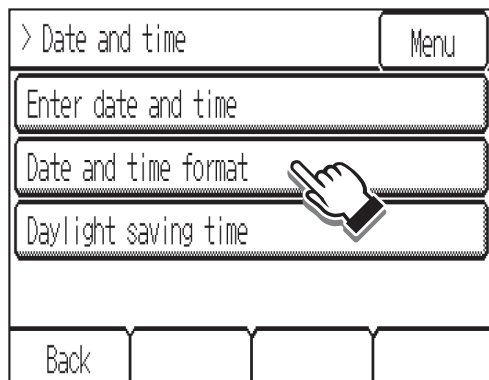 > Date and time
Menu
Enter date and time
Date and time format
Daylight saving time
Back